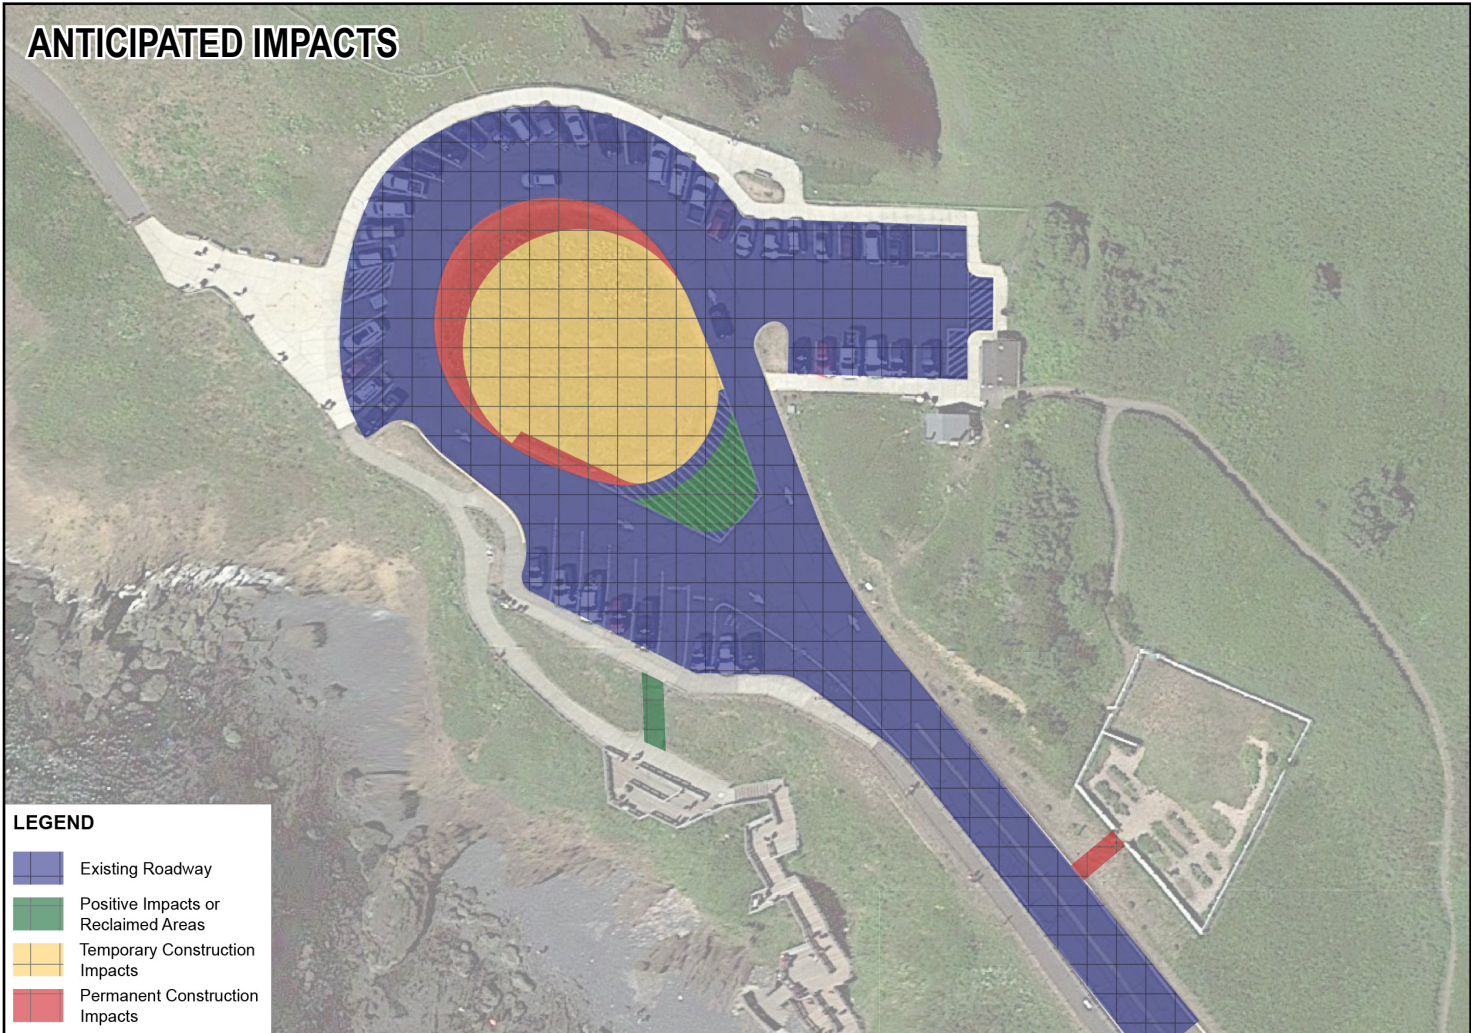 ANTICIPATED IMPACTS
LEGEND
Existing Roadway
Positive Impacts or
Reclaimed Areas
Temporary Construction
Impacts
Permanent Construction
Impacts